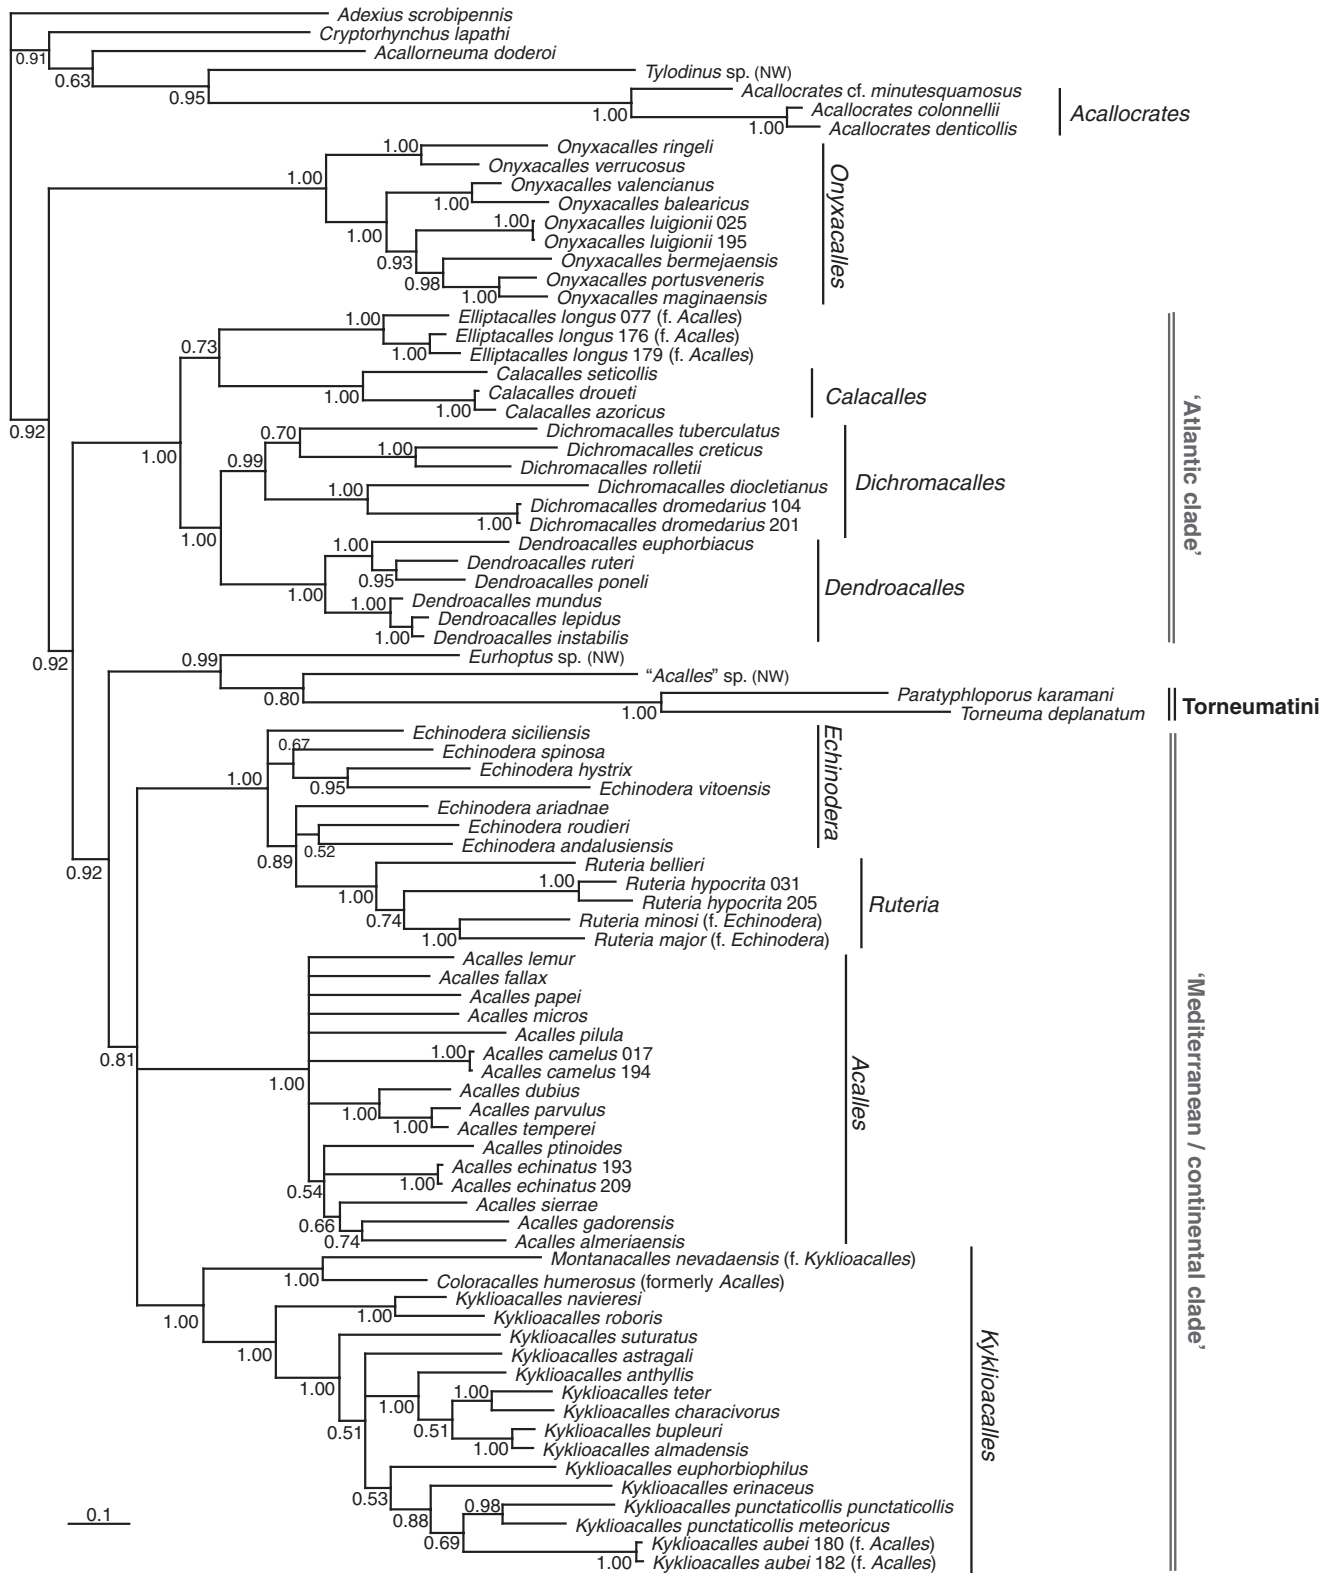 Adexius scrobipennis
Cryptorhynchus lapathi
0.91
Acallorneuma doderoi
0.63
Tylodinus sp. (NW)
0.95
Acallocrates cf. minutesquamosus
1.00
Acallocrates colonnellii
Acallocrates
1.00
Acallocrates denticollis
1.00
Onyxacalles ringeli
Onyxacalles verrucosus
1.00
Onyxacalles valencianus
1.00
Onyxacalles balearicus
1.00
Onyxacalles luigionii 025
1.00
Onyxacalles luigionii 195
0.93
Onyxacalles bermejaensis
0.98
Onyxacalles portusveneris
1.00
Onyxacalles maginaensis
Onyxacalles
1.00
Elliptacalles longus 077 (f. Acalles)
Elliptacalles longus 176 (f. Acalles)
0.73
1.00
Elliptacalles longus 179 (f. Acalles)
Calacalles seticollis
1.00
Calacalles droueti
Calacalles
1.00
Calacalles azoricus
0.92
0.70
Dichromacalles tuberculatus
1.00
1.00
Dichromacalles creticus
0.99
Dichromacalles rolletii
1.00
Dichromacalles diocletianus
Dichromacalles
Dichromacalles dromedarius 104
1.00
Dichromacalles dromedarius 201
1.00
1.00
Dendroacalles euphorbiacus
Dendroacalles ruteri
0.95
Dendroacalles poneli
Dendroacalles
1.00
1.00
Dendroacalles mundus
Dendroacalles lepidus
1.00
Dendroacalles instabilis
'Atlantic clade'
0.92
0.99
Eurhoptus sp. (NW)
"Acalles" sp. (NW)
0.80
Paratyphloporus karamani
1.00
Torneuma deplanatum
Torneumatini
Echinodera siciliensis
0.67
Echinodera spinosa
1.00
Echinodera hystrix
0.95
Echinodera vitoensis
Echinodera ariadnae
Echinodera roudieri
0.89
0.52
Echinodera andalusiensis
Echinodera
0.92
Ruteria bellieri
1.00
1.00
Ruteria hypocrita 031
Ruteria hypocrita 205
Ruteria
0.74
Ruteria minosi (f. Echinodera)
1.00
Ruteria major (f. Echinodera)
Acalles lemur
Acalles fallax
Acalles papei
Acalles micros
Acalles pilula
0.81
1.00
Acalles camelus 017
Acalles camelus 194
1.00
Acalles dubius
1.00
Acalles parvulus
1.00
Acalles temperei
Acalles ptinoides
Acalles echinatus 193
1.00
Acalles echinatus 209
0.54
Acalles sierrae
0.66
Acalles gadorensis
0.74
Acalles almeriaensis
Acalles
Montanacalles nevadaensis (f. Kyklioacalles)
1.00
Coloracalles humerosus (formerly Acalles)
Kyklioacalles navieresi
1.00
1.00
Kyklioacalles roboris
1.00
Kyklioacalles suturatus
1.00
Kyklioacalles astragali
Kyklioacalles anthyllis
1.00
1.00
Kyklioacalles teter
Kyklioacalles characivorus
0.51
0.51
Kyklioacalles bupleuri
1.00
Kyklioacalles almadensis
Kyklioacalles euphorbiophilus
0.53
Kyklioacalles erinaceus
0.98
Kyklioacalles punctaticollis punctaticollis
0.88
Kyklioacalles punctaticollis meteoricus
0.69
Kyklioacalles aubei 180 (f. Acalles)
1.00
Kyklioacalles aubei 182 (f. Acalles)
Kyklioacalles
'Mediterranean / continental clade'
0.1